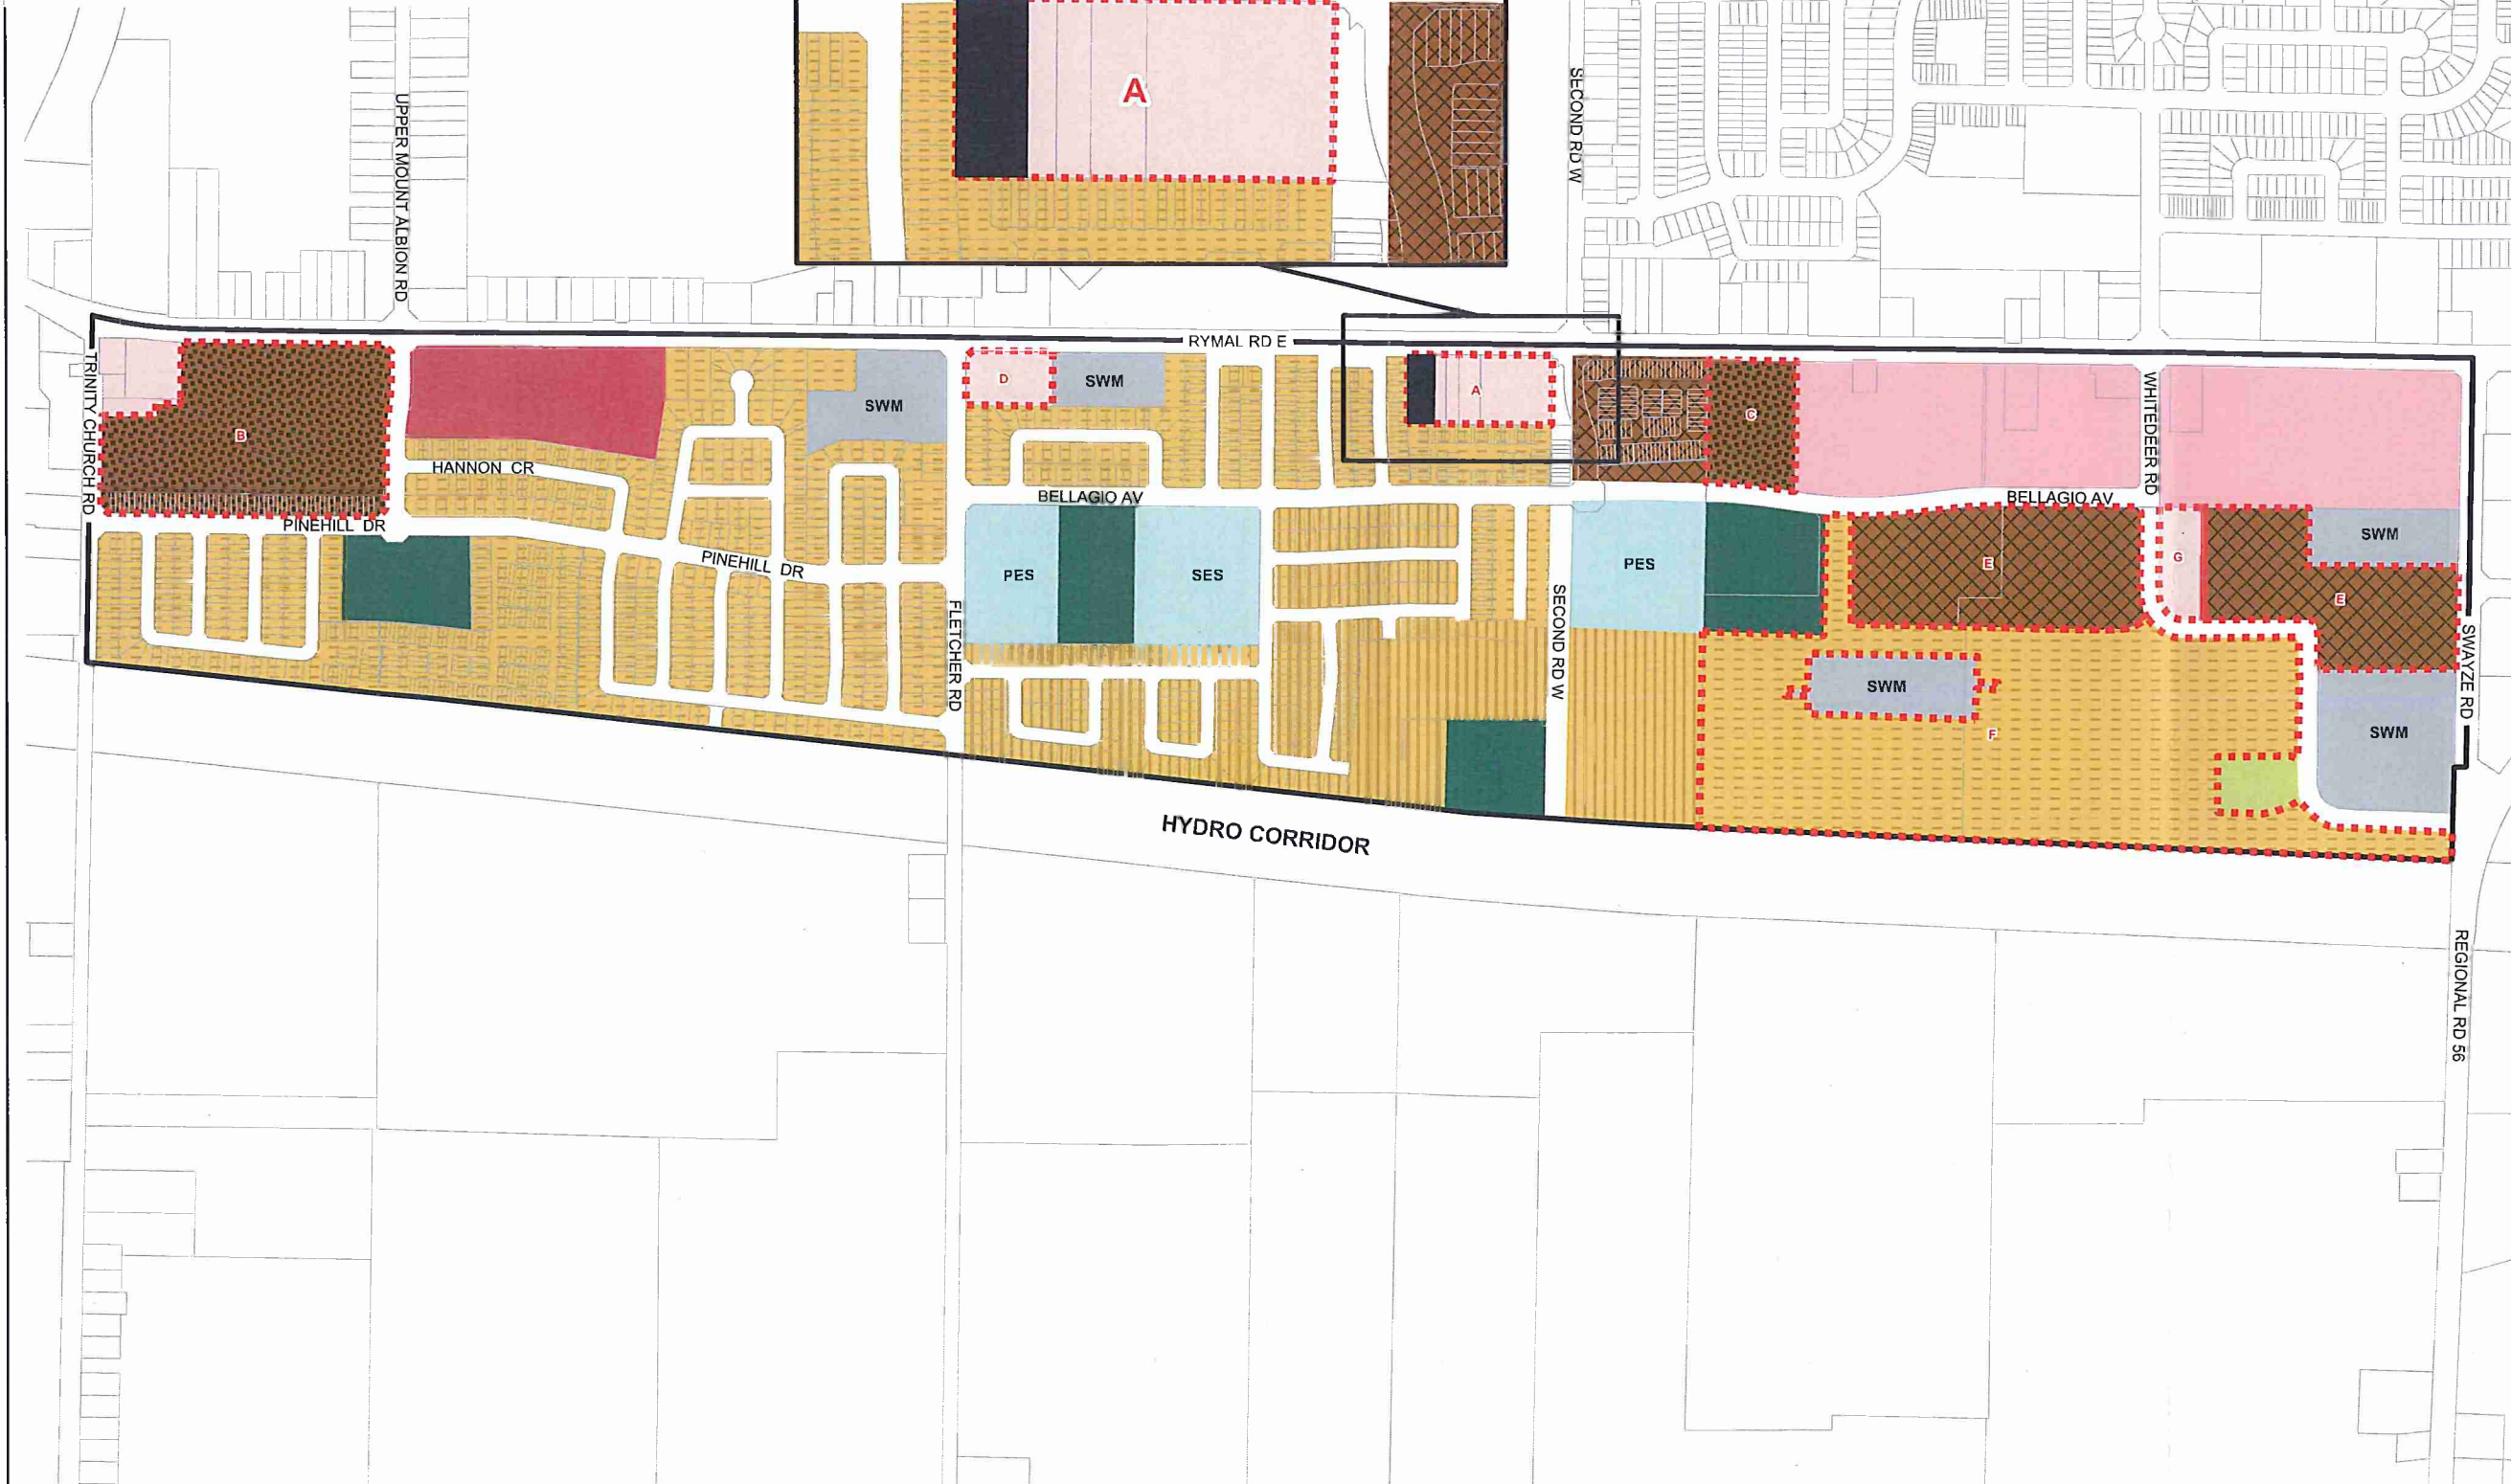 A
SECOND RD W
UPPER MOUNT ALBION RD
RYMAL RD E
TRINITY CHURCH RD
B
HANNON CR
PINEHILL DR
SWM
D
SWM
A
C
WHITEDEER RD
BELLAGIO AV
BELLAGIO AV
PINEHILL DR
PES
SES
PES
E
G
SWM
E
FLETCHER RD
SECOND RD W
SWM
F
SWM
SWAYZE RD
HYDRO CORRIDOR
REGIONAL RD 56